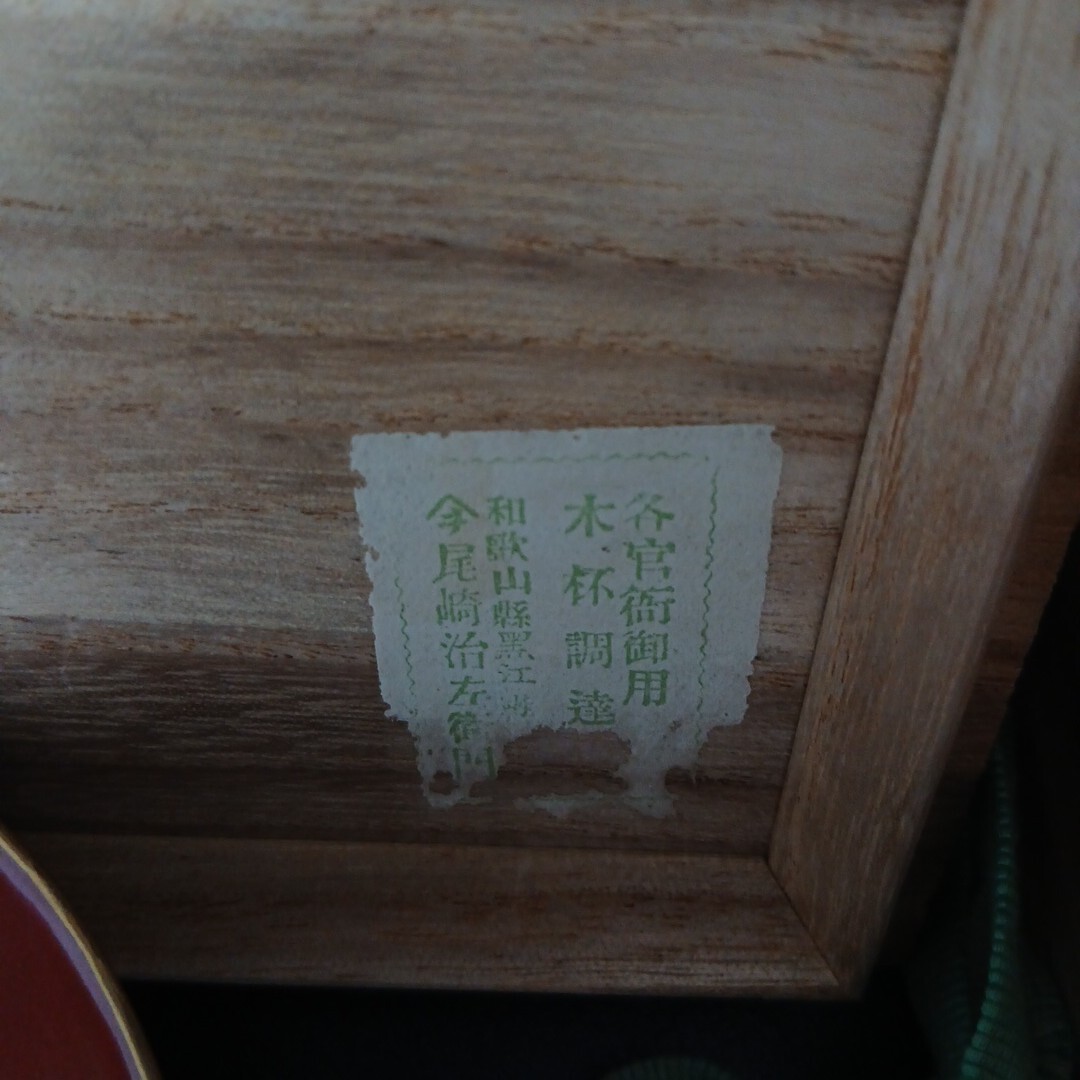 各官衙御用
木杯調達
和歌山縣黑江
尾崎治左衛門